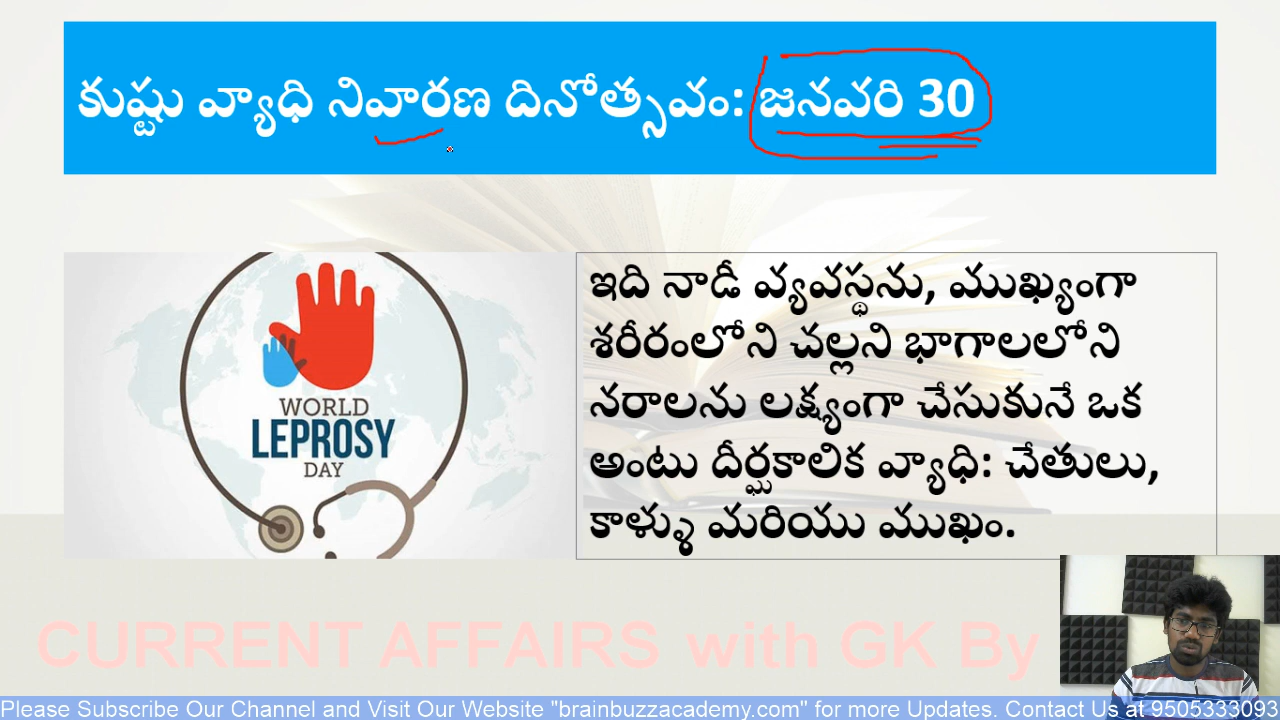 కుష్టు వ్యాధి నివారణ దినోత్సవం: జనవరి 30
WORLD
LEPROSY
DAY
ఇది నాడీ వ్యవస్థను, ముఖ్యంగా
శరీరంలోని చల్లని భాగాలలోని
నరాలను లక్ష్యంగా చేసుకునే ఒక
అంటు దీర్ఘకాలిక వ్యాధి: చేతులు,
కాళ్ళు మరియు ముఖం.
CURRENT AFFAIRS with GK By
Please Subscribe Our Channel and Visit Our Website "brainbuzzacademy.com" for more Updates. Contact Us at 9505333093